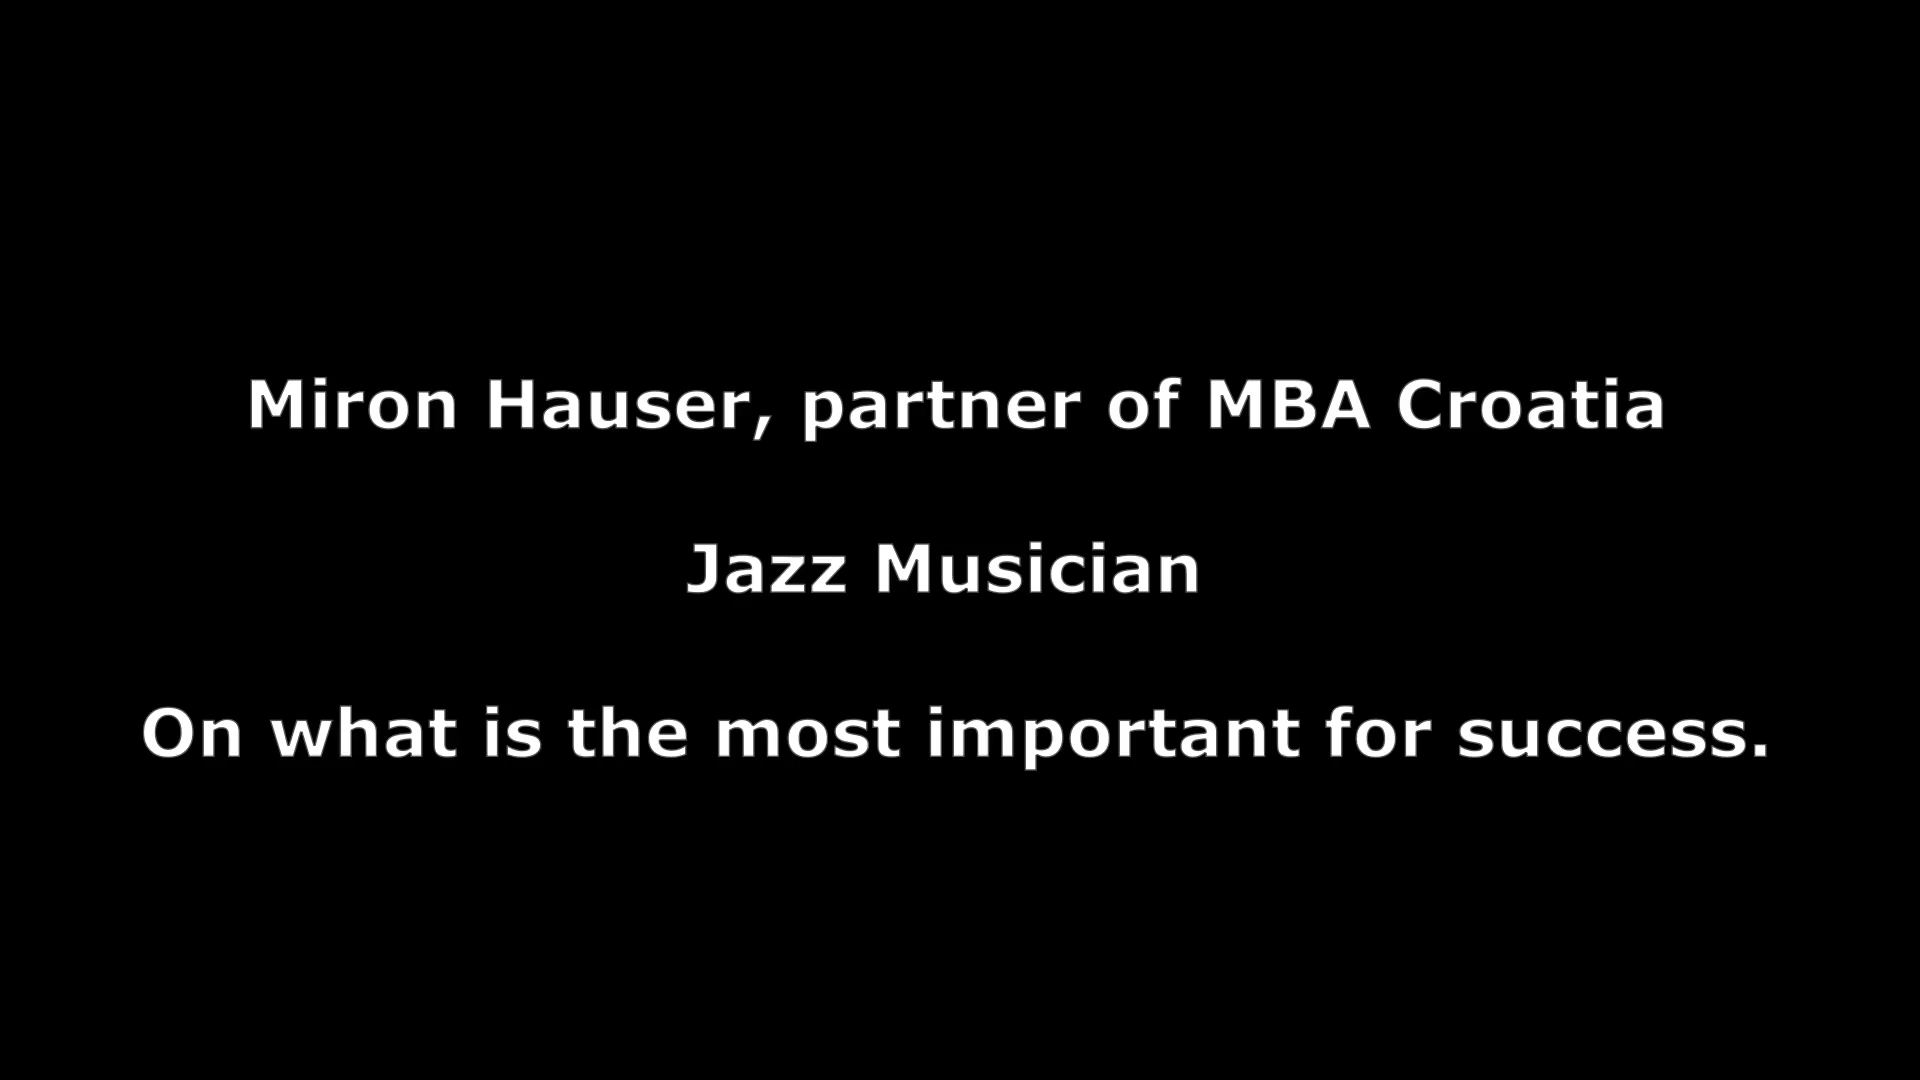 Miron Hauser, partner of MBA Croatia
Jazz Musician
On what is the most important for success.